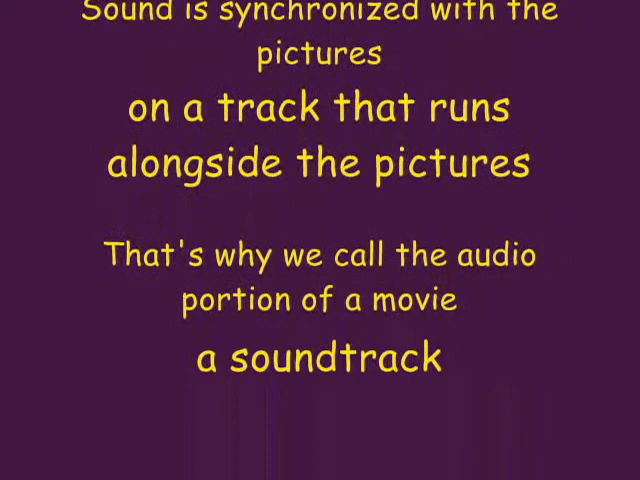 Sound is synchronized with the
pictures
on a track that runs
alongside the pictures
That's why we call the audio
portion of a movie
a soundtrack